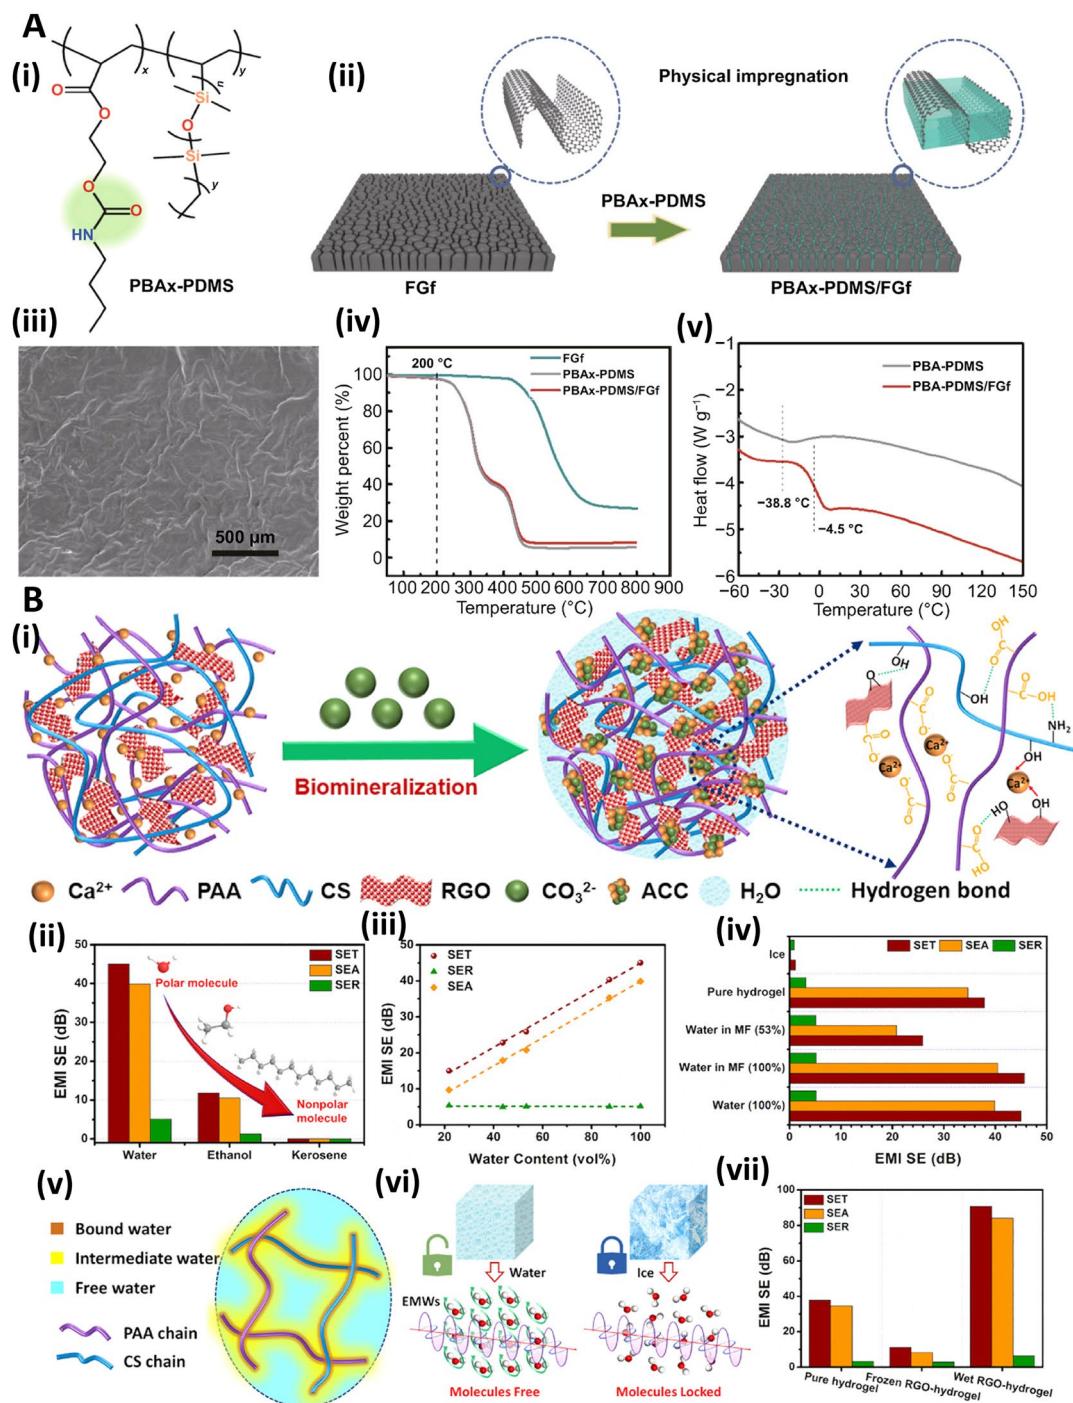 A
(i)
x
y
n
O
O
Si
O
Si
O
O
HN
y
PBAx-PDMS
(ii)
Physical impregnation
PBAx-PDMS
FGf
PBAx-PDMS/FGf
(iii)
500 µm
(iv)
200 °C
FGf
PBAx-PDMS
PBAx-PDMS/FGf
Weight percent (%)
100
80
60
40
20
0
100 200 300 400 500 600 700 800 900
Temperature (°C)
(v)
PBA-PDMS
PBA-PDMS/FGf
Heat flow (W g⁻¹)
−1
−2
−3
−4
−5
−6
−38.8 °C
−4.5 °C
−60 −30 0 30 60 90 120 150
Temperature (°C)
B
(i)
Biomineralization
OH
O
OH
O
OH
O
OH
O
OH
NH₂
O
O
Ca²⁺
Ca²⁺
Ca²⁺
OH
OH
HO
O
HO
Ca²⁺ PAA CS RGO CO₃²⁻ ACC H₂O Hydrogen bond
(ii)
EMI SE (dB)
50
40
30
20
10
0
SET
SEA
SER
Polar molecule
Nonpolar
molecule
Water Ethanol Kerosene
(iii)
EMI SE (dB)
50
40
30
20
10
0
SET
SER
SEA
20 40 60 80 100
Water Content (vol%)
(iv)
SET SEA SER
Ice
Pure hydrogel
Water in MF (53%)
Water in MF (100%)
Water (100%)
0 10 20 30 40 50
EMI SE (dB)
(v)
Bound water
Intermediate water
Free water
PAA chain
CS chain
(vi)
Water
Ice
EMWs
Molecules Free
Molecules Locked
(vii)
EMI SE (dB)
100
80
60
40
20
0
SET
SEA
SER
Pure hydrogel Frozen RGO-hydrogel Wet RGO-hydrogel